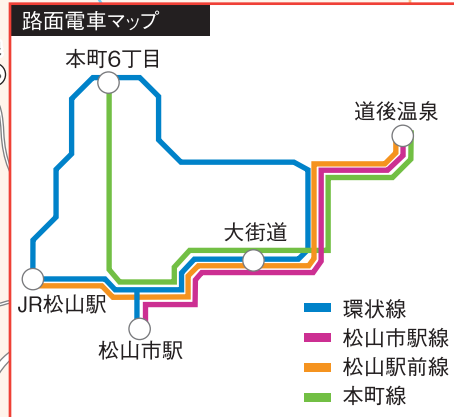 路面電車マップ
本町6丁目
道後温泉
大街道
JR松山駅
松山市駅
環状線
松山市駅線
松山駅前線
本町線